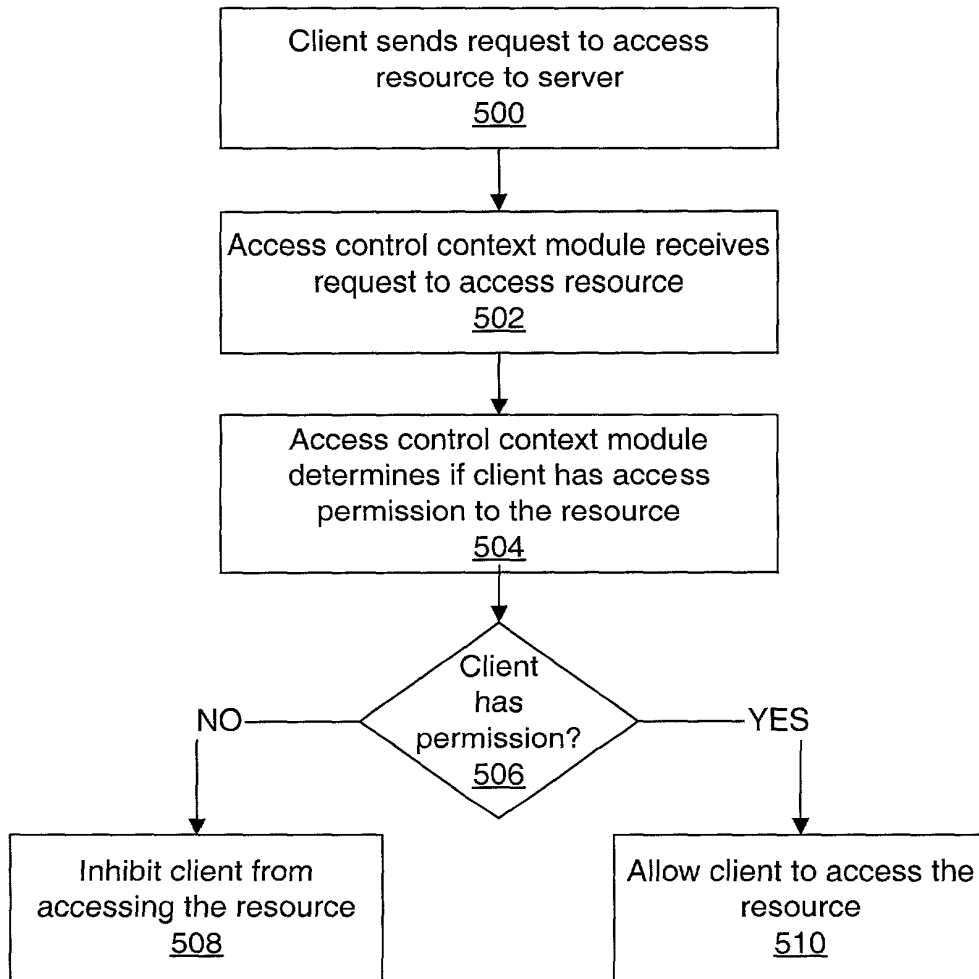 Client sends request to access
resource to server
500
Access control context module receives
request to access resource
502
Access control context module
determines if client has access
permission to the resource
504
Client
has
permission?
506
NO
YES
Inhibit client from
accessing the resource
508
Allow client to access the
resource
510